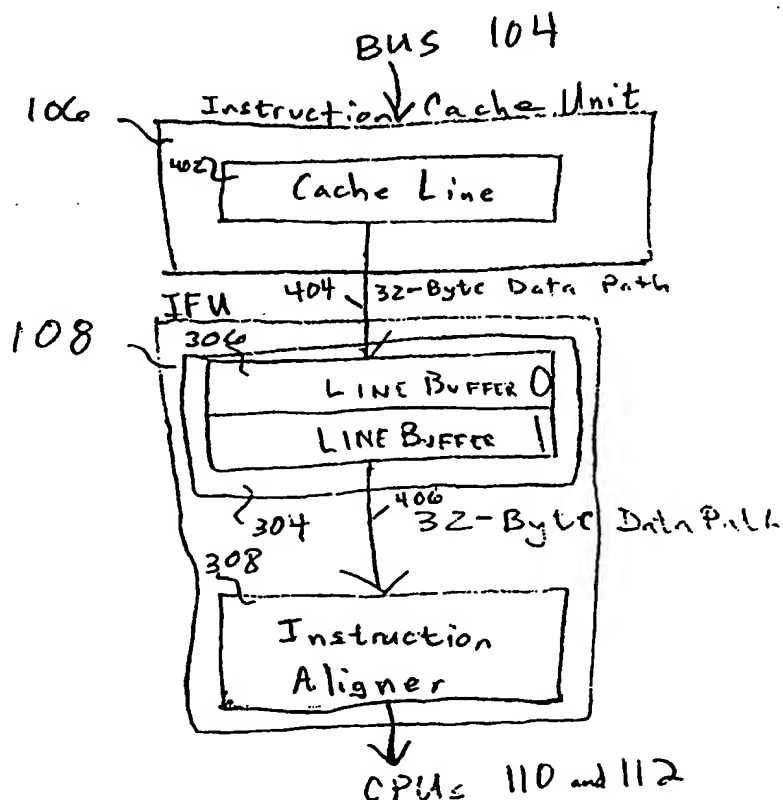 BUS 104
106
Instruction Cache Unit
402
Cache Line
404
32-Byte Data Path
IFU
108
306
LINE BUFFER 0
LINE BUFFER 1
304
406
32-Byte Data Path
308
Instruction
Aligner
CPUs 110 and 112